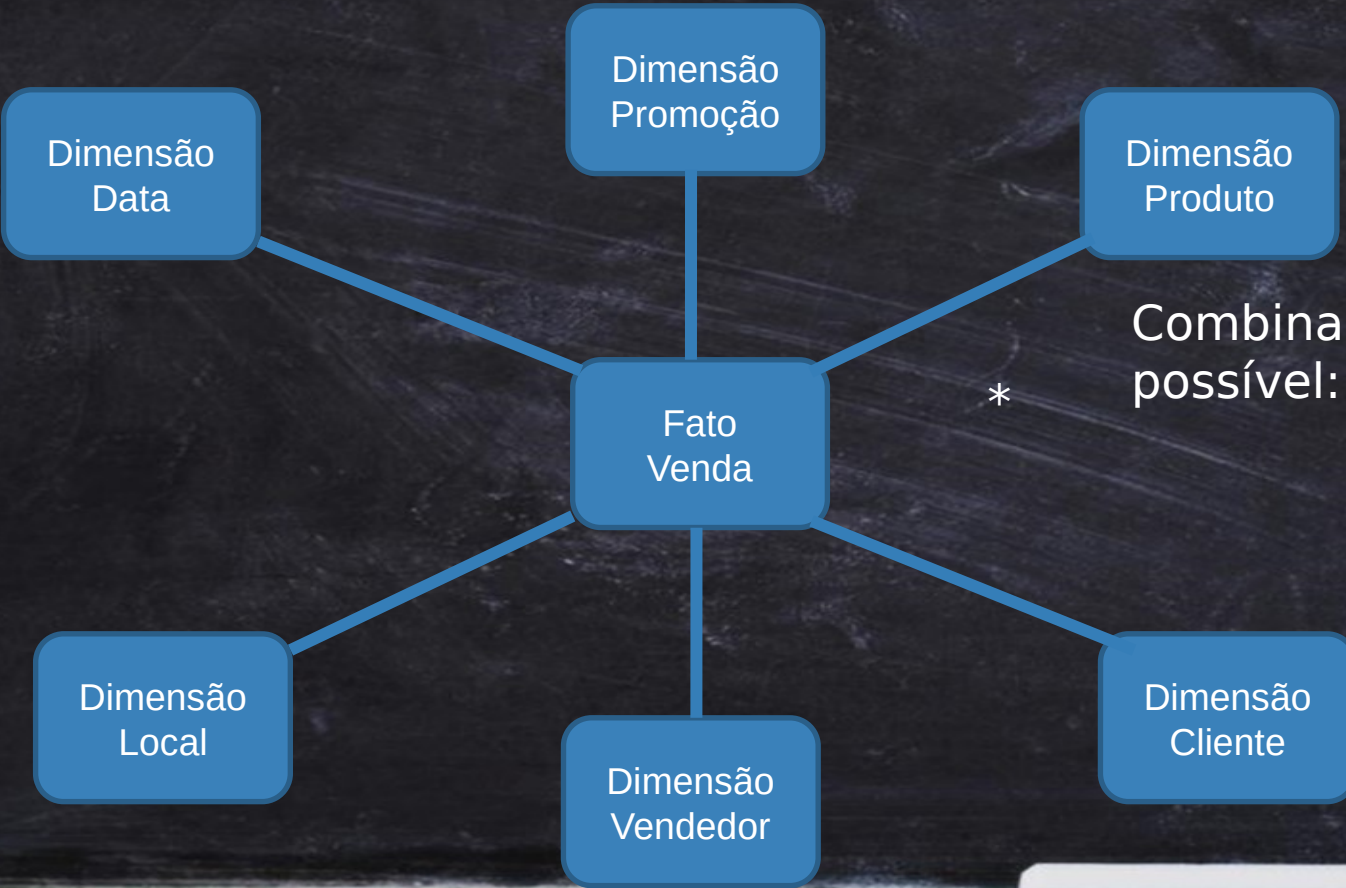 Dimensão
Promoção
Dimensão
Data
Dimensão
Produto
Combina
possível:
*
Fato
Venda
Dimensão
Local
Dimensão
Cliente
Dimensão
Vendedor